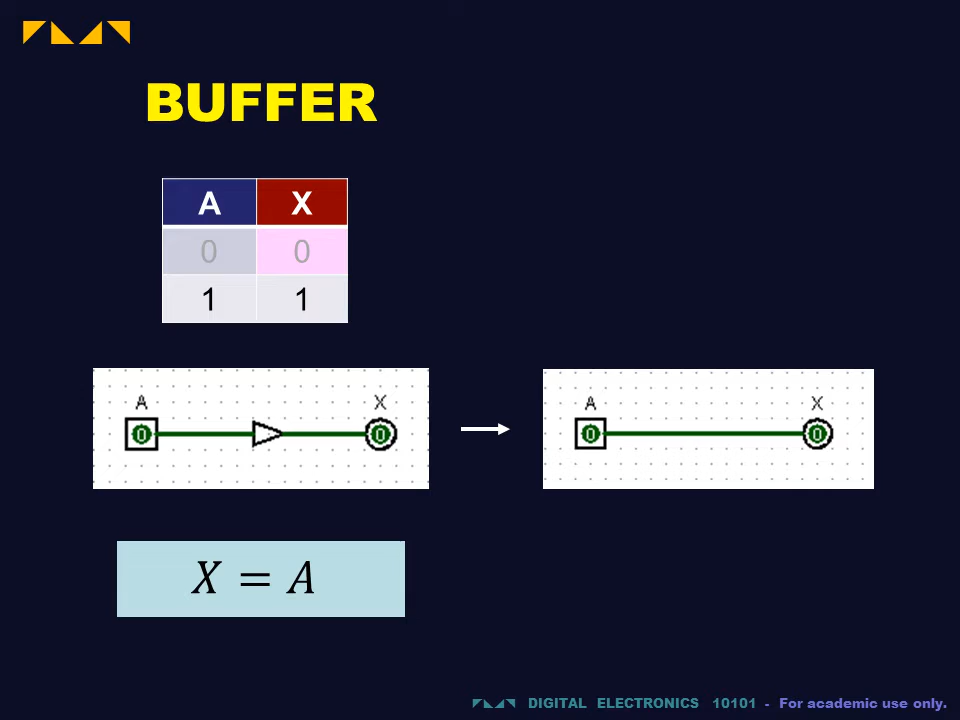 BUFFER
A X
0 0
1 1
A X
0 0
A X
0 0
X = A
DIGITAL ELECTRONICS 10101 - For academic use only.